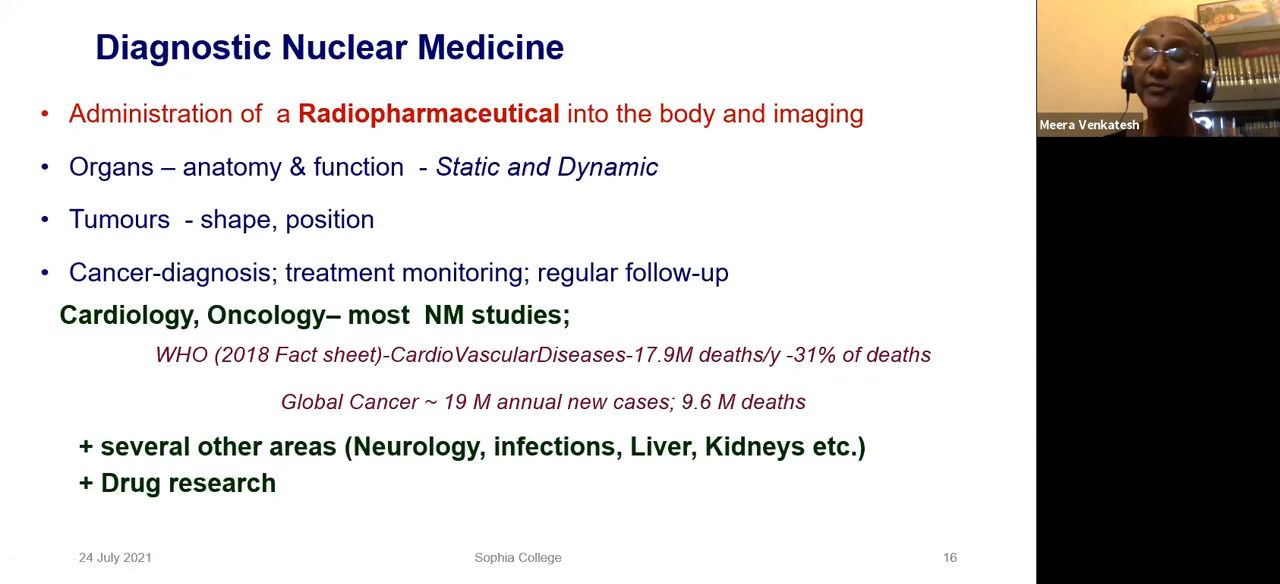 Diagnostic Nuclear Medicine
• Administration of a Radiopharmaceutical into the body and imaging
• Organs – anatomy & function - Static and Dynamic
• Tumours - shape, position
• Cancer-diagnosis; treatment monitoring; regular follow-up
Cardiology, Oncology– most NM studies;
WHO (2018 Fact sheet)-CardioVascularDiseases-17.9M deaths/y -31% of deaths
Global Cancer ~ 19 M annual new cases; 9.6 M deaths
+ several other areas (Neurology, infections, Liver, Kidneys etc.)
+ Drug research
24 July 2021
Sophia College
16
Meera Venkatesh